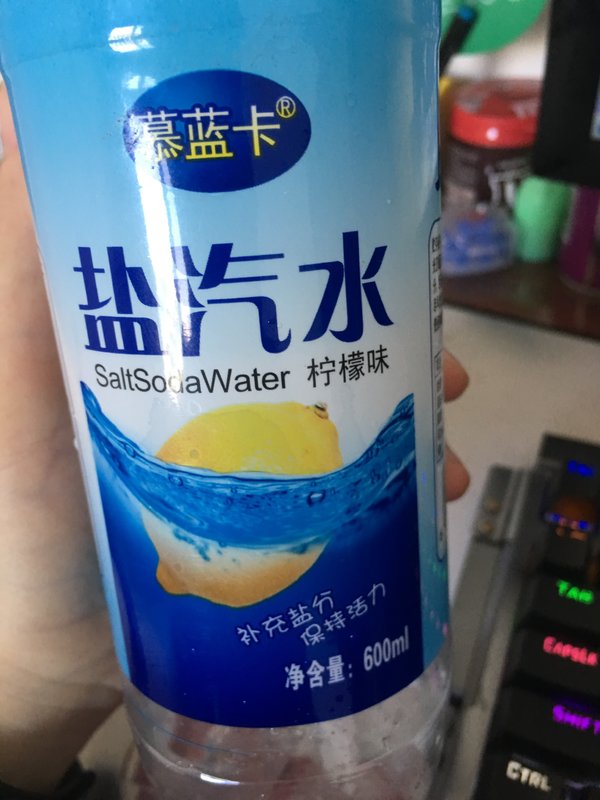 慕蓝卡®
盐汽水
SaltSodaWater 柠檬味
补充盐分
保持活力
净含量：600ml
TAB
CAPSLK
SHIFT
CTRL